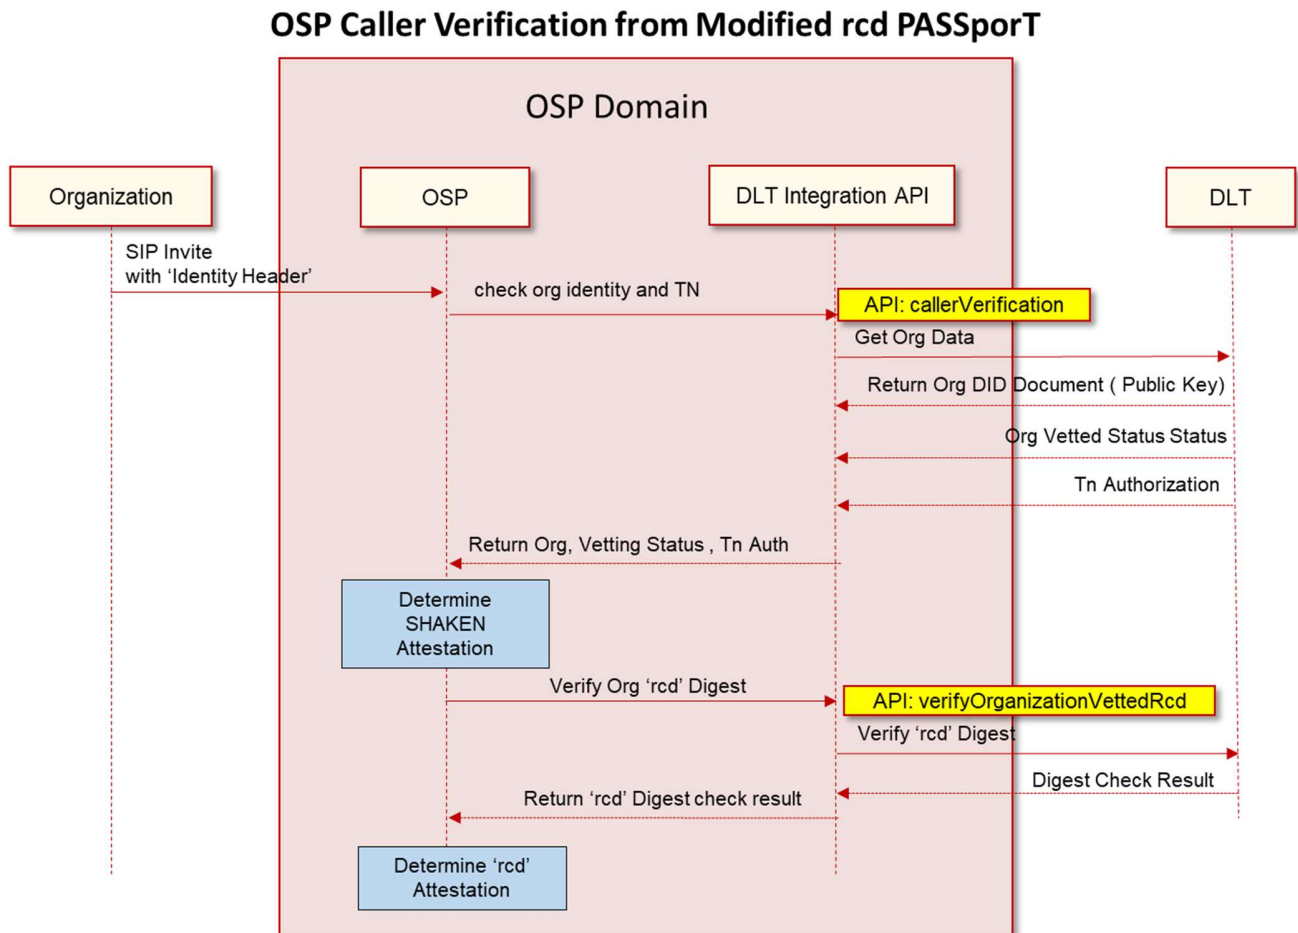 OSP Caller Verification from Modified rcd PASSporT
OSP Domain
Organization
OSP
DLT Integration API
DLT
SIP Invite
with ‘Identity Header’
check org identity and TN
API: callerVerification
Get Org Data
Return Org DID Document ( Public Key)
Org Vetted Status Status
Tn Authorization
Return Org, Vetting Status , Tn Auth
Determine
SHAKEN
Attestation
Verify Org ‘rcd’ Digest
API: verifyOrganizationVettedRcd
Verify ‘rcd’ Digest
Digest Check Result
Return ‘rcd’ Digest check result
Determine ‘rcd’
Attestation